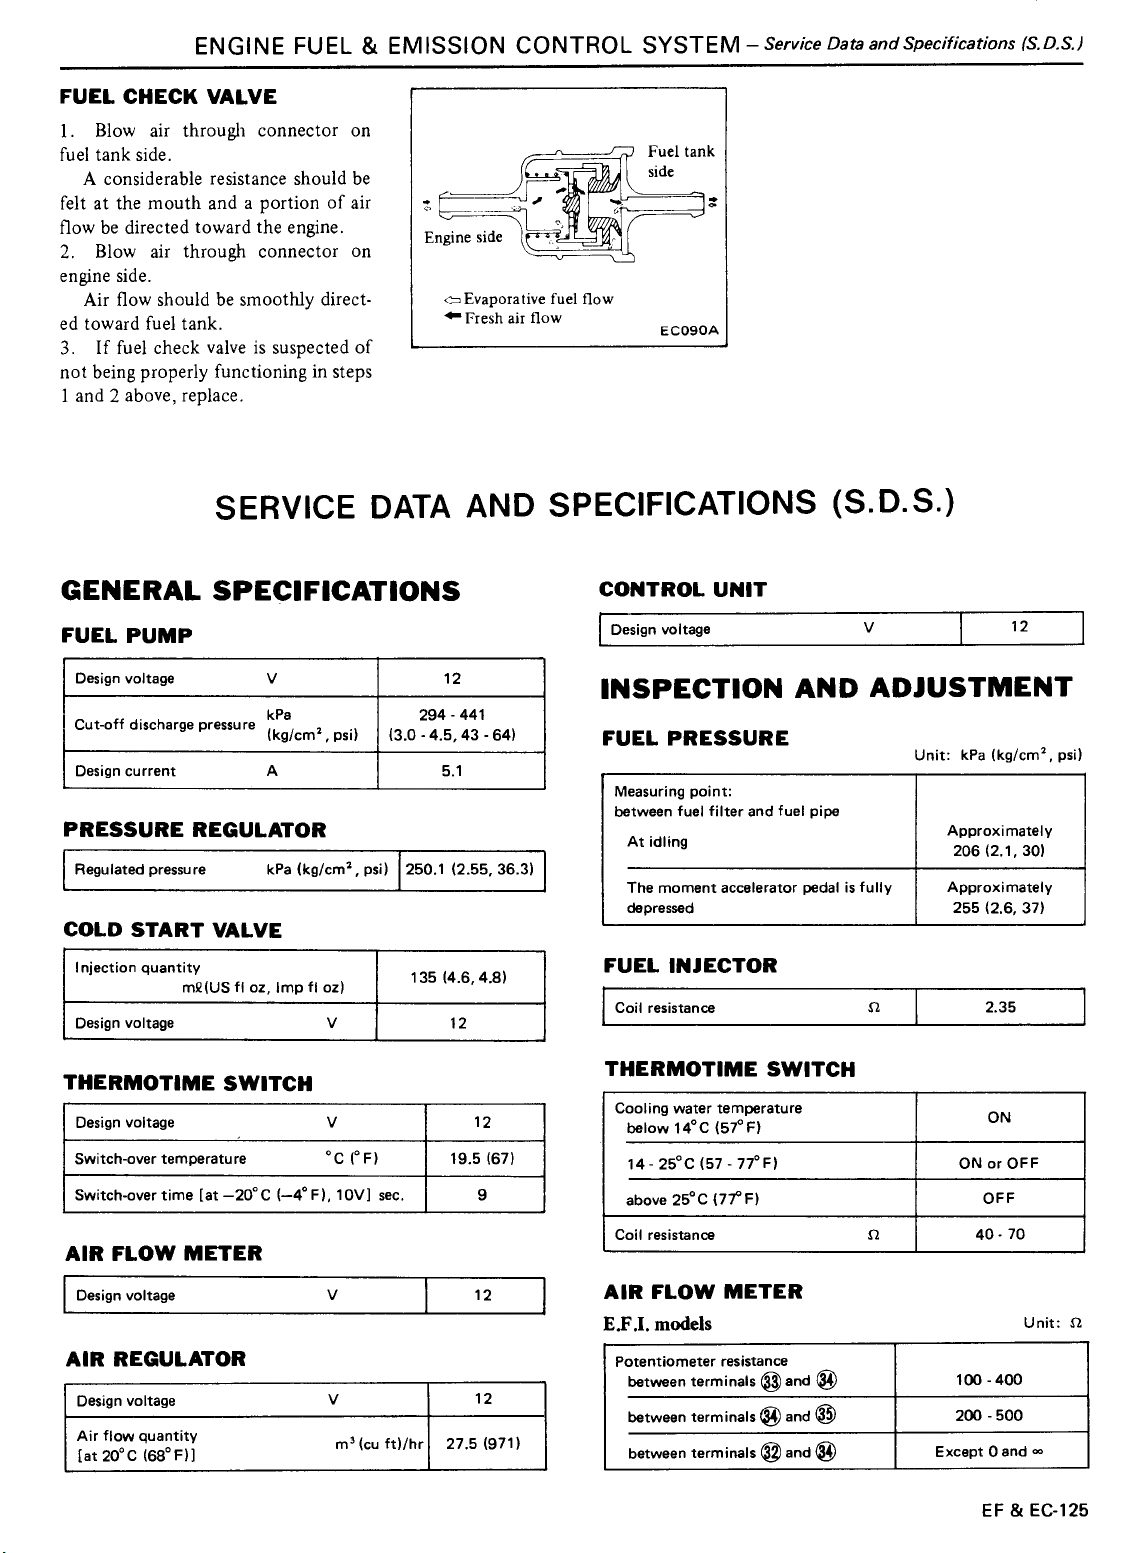 ENGINE FUEL & EMISSION CONTROL SYSTEM – Service Data and Specifications (S.D.S.)
FUEL CHECK VALVE
1. Blow air through connector on
fuel tank side.
A considerable resistance should be
felt at the mouth and a portion of air
flow be directed toward the engine.
2. Blow air through connector on
engine side.
Air flow should be smoothly direct-
ed toward fuel tank.
3. If fuel check valve is suspected of
not being properly functioning in steps
1 and 2 above, replace.
Fuel tank
side
Engine side
⇦ Evaporative fuel flow
⬅ Fresh air flow
EC090A
SERVICE DATA AND SPECIFICATIONS (S.D.S.)
GENERAL SPECIFICATIONS
FUEL PUMP
Design voltage V 12
Cut-off discharge pressure kPa (kg/cm², psi) 294 - 441 (3.0 - 4.5, 43 - 64)
Design current A 5.1
PRESSURE REGULATOR
Regulated pressure kPa (kg/cm², psi) 250.1 (2.55, 36.3)
COLD START VALVE
Injection quantity
mℓ(US fl oz, Imp fl oz) 135 (4.6, 4.8)
Design voltage V 12
THERMOTIME SWITCH
Design voltage V 12
Switch-over temperature °C (°F) 19.5 (67)
Switch-over time [at –20°C (–4°F), 10V] sec. 9
AIR FLOW METER
Design voltage V 12
AIR REGULATOR
Design voltage V 12
Air flow quantity
[at 20°C (68°F)] m³(cu ft)/hr 27.5 (971)
CONTROL UNIT
Design voltage V 12
INSPECTION AND ADJUSTMENT
FUEL PRESSURE
Unit: kPa (kg/cm², psi)
Measuring point:
between fuel filter and fuel pipe
At idling Approximately
206 (2.1, 30)
The moment accelerator pedal is fully Approximately
depressed 255 (2.6, 37)
FUEL INJECTOR
Coil resistance Ω 2.35
THERMOTIME SWITCH
Cooling water temperature
below 14°C (57°F) ON
14 - 25°C (57 - 77°F) ON or OFF
above 25°C (77°F) OFF
Coil resistance Ω 40 - 70
AIR FLOW METER
E.F.I. models Unit: Ω
Potentiometer resistance
between terminals ㉝ and ㉞ 100 - 400
between terminals ㉞ and ㉟ 200 - 500
between terminals ㉜ and ㉞ Except 0 and ∞
EF & EC-125